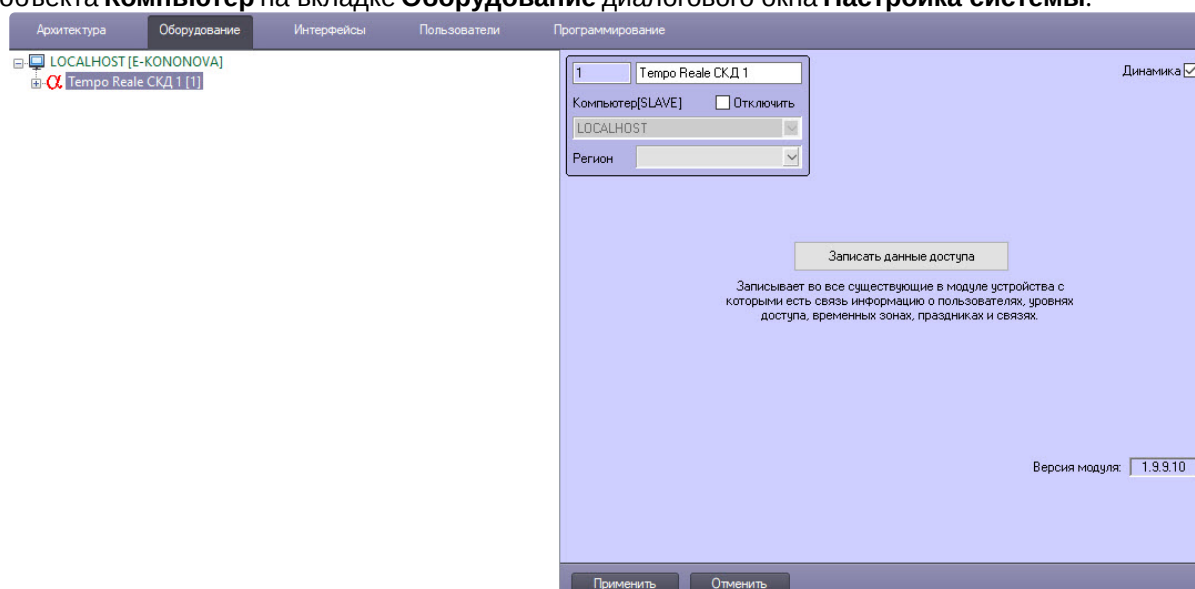 объекта Компьютер на вкладке Оборудование диалогового окна Настройка системы.
Архитектура Оборудование Интерфейсы Пользователи Программирование
LOCALHOST [E-KONONOVA]
Tempo Reale СКД 1 [1]
1 Tempo Reale СКД 1
Динамика
Компьютер[SLAVE] Отключить
LOCALHOST
Регион
Записать данные доступа
Записывает во все существующие в модуле устройства с
которыми есть связь информацию о пользователях, уровнях
доступа, временных зонах, праздниках и связях.
Версия модуля: 1.9.9.10
Применить Отменить